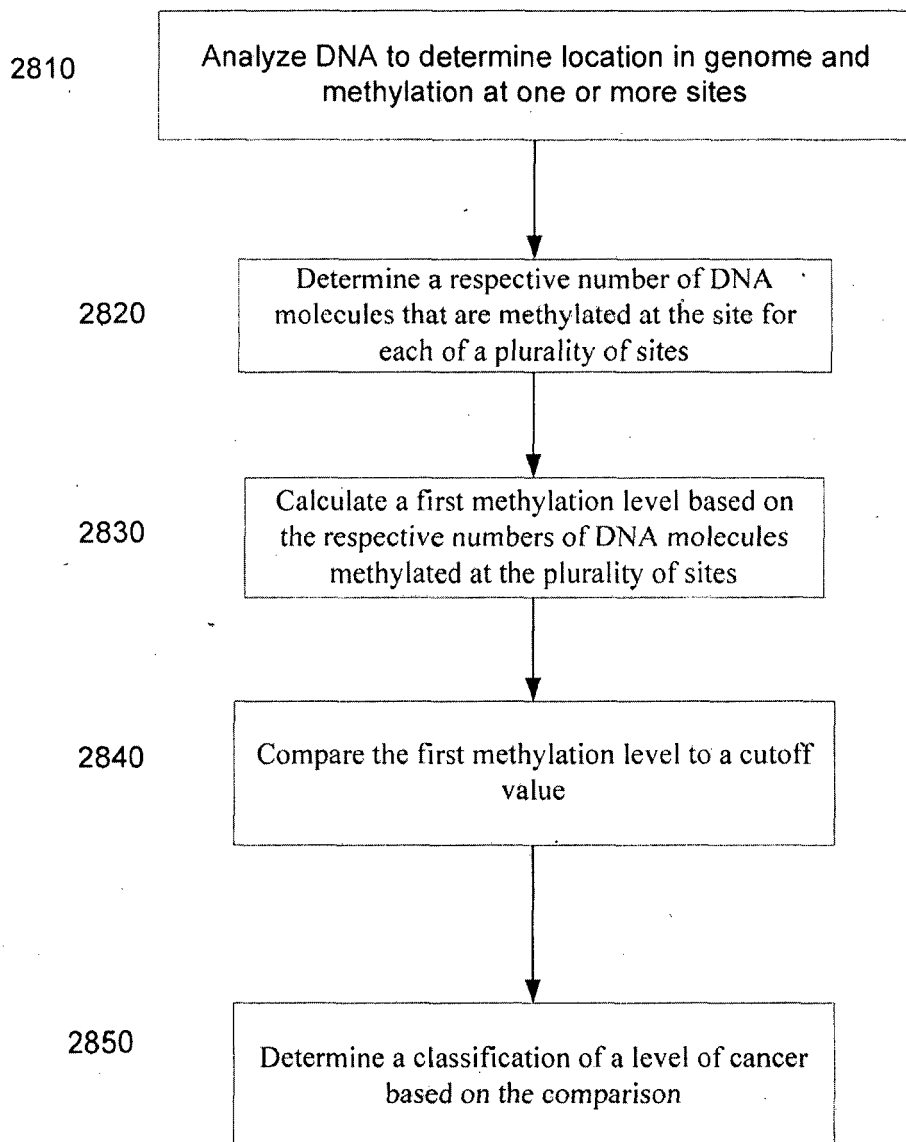 2810
Analyze DNA to determine location in genome and
methylation at one or more sites
2820
Determine a respective number of DNA
molecules that are methylated at the site for
each of a plurality of sites
2830
Calculate a first methylation level based on
the respective numbers of DNA molecules
methylated at the plurality of sites
2840
Compare the first methylation level to a cutoff
value
2850
Determine a classification of a level of cancer
based on the comparison